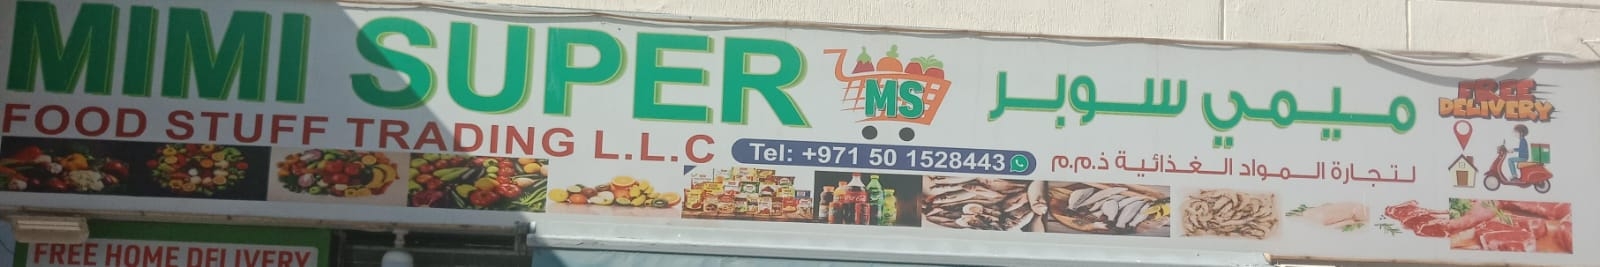 MIMI SUPER
FOOD STUFF TRADING L.L.C
MS
Tel: +971 50 1528443
ميمي سوبر
لتجارة المواد الغذائية ذ.م.م
FREE
DELIVERY
FREE HOME DELIVERY